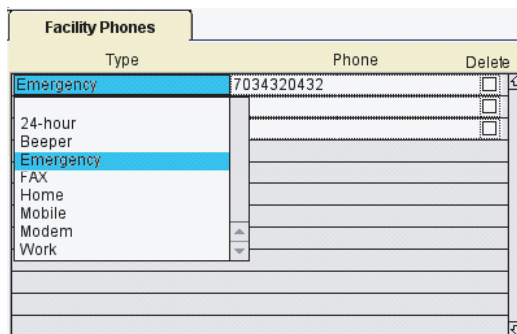 Facility Phones
Type Phone Delete
Emergency 7034320432
24-hour
Beeper
Emergency
FAX
Home
Mobile
Modem
Work